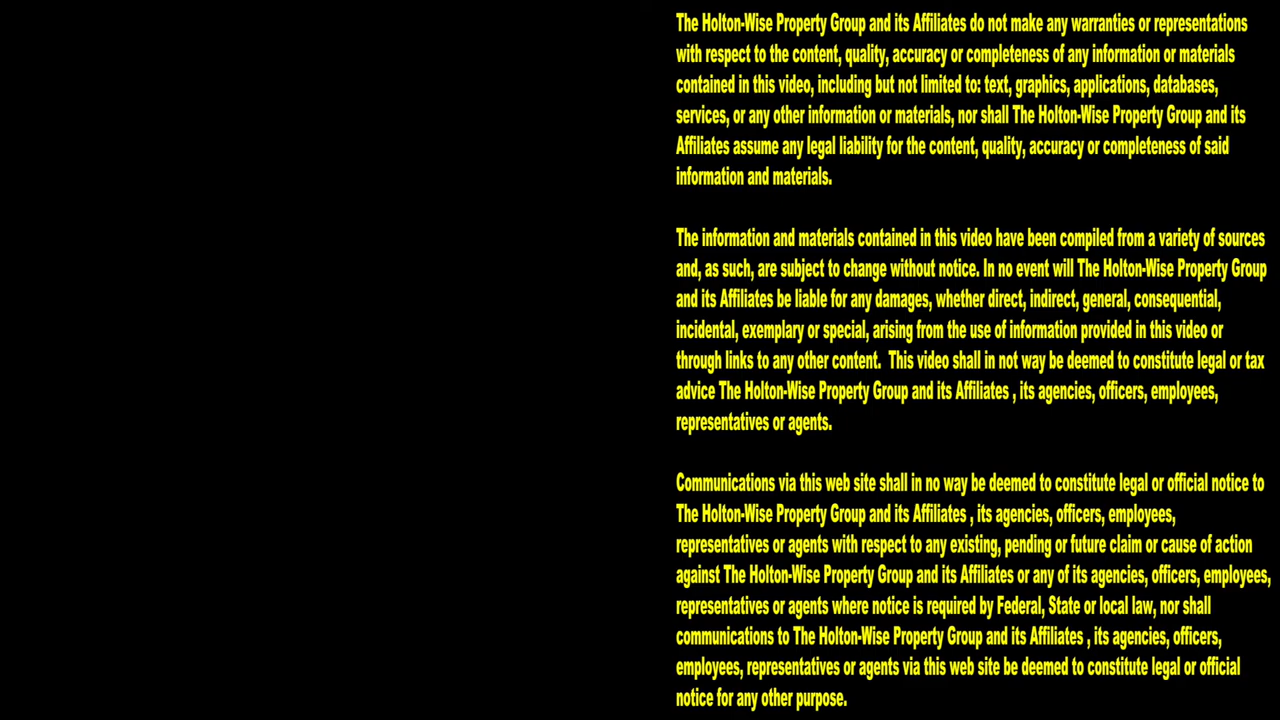 The Holton-Wise Property Group and its Affiliates do not make any warranties or representations
with respect to the content, quality, accuracy or completeness of any information or materials
contained in this video, including but not limited to: text, graphics, applications, databases,
services, or any other information or materials, nor shall The Holton-Wise Property Group and its
Affiliates assume any legal liability for the content, quality, accuracy or completeness of said
information and materials.
The information and materials contained in this video have been compiled from a variety of sources
and, as such, are subject to change without notice. In no event will The Holton-Wise Property Group
and its Affiliates be liable for any damages, whether direct, indirect, general, consequential,
incidental, exemplary or special, arising from the use of information provided in this video or
through links to any other content.  This video shall in not way be deemed to constitute legal or tax
advice The Holton-Wise Property Group and its Affiliates , its agencies, officers, employees,
representatives or agents.
Communications via this web site shall in no way be deemed to constitute legal or official notice to
The Holton-Wise Property Group and its Affiliates , its agencies, officers, employees,
representatives or agents with respect to any existing, pending or future claim or cause of action
against The Holton-Wise Property Group and its Affiliates or any of its agencies, officers, employees,
representatives or agents where notice is required by Federal, State or local law, nor shall
communications to The Holton-Wise Property Group and its Affiliates , its agencies, officers,
employees, representatives or agents via this web site be deemed to constitute legal or official
notice for any other purpose.